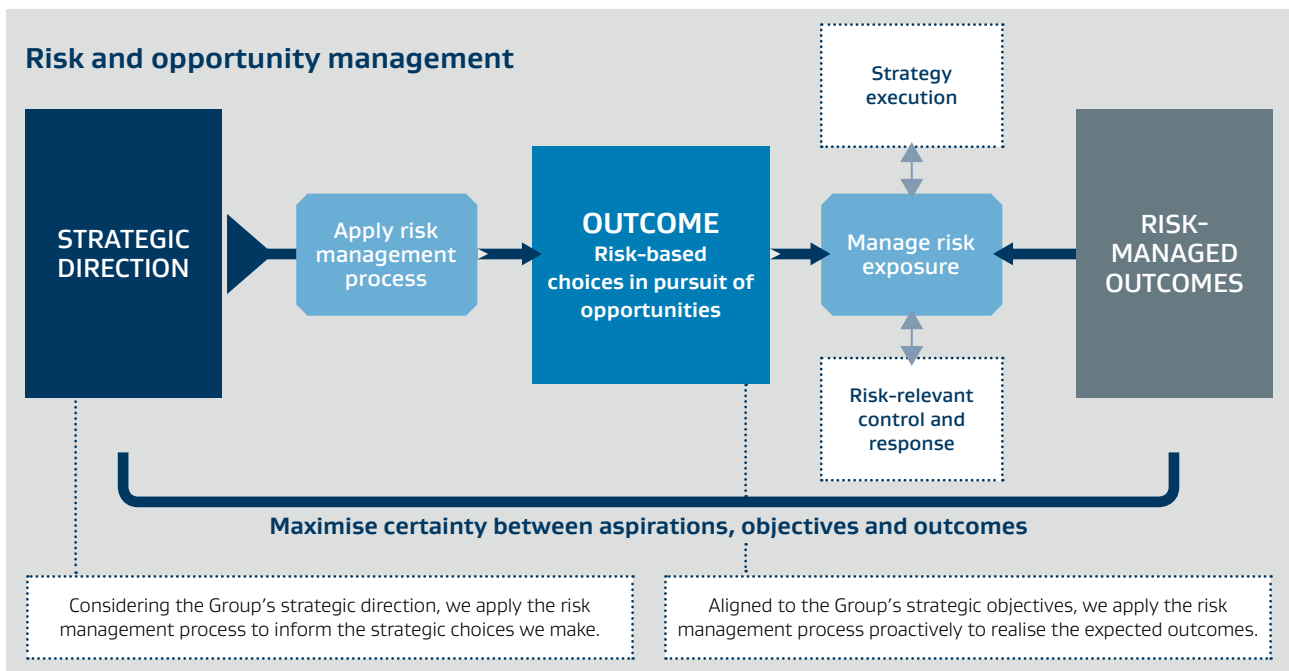 Risk and opportunity management
STRATEGIC
DIRECTION
Apply risk
management
process
OUTCOME
Risk-based
choices in pursuit of
opportunities
Strategy
execution
Manage risk
exposure
Risk-relevant
control and
response
RISK-
MANAGED
OUTCOMES
Maximise certainty between aspirations, objectives and outcomes
Considering the Group’s strategic direction, we apply the risk
management process to inform the strategic choices we make.
Aligned to the Group’s strategic objectives, we apply the risk
management process proactively to realise the expected outcomes.